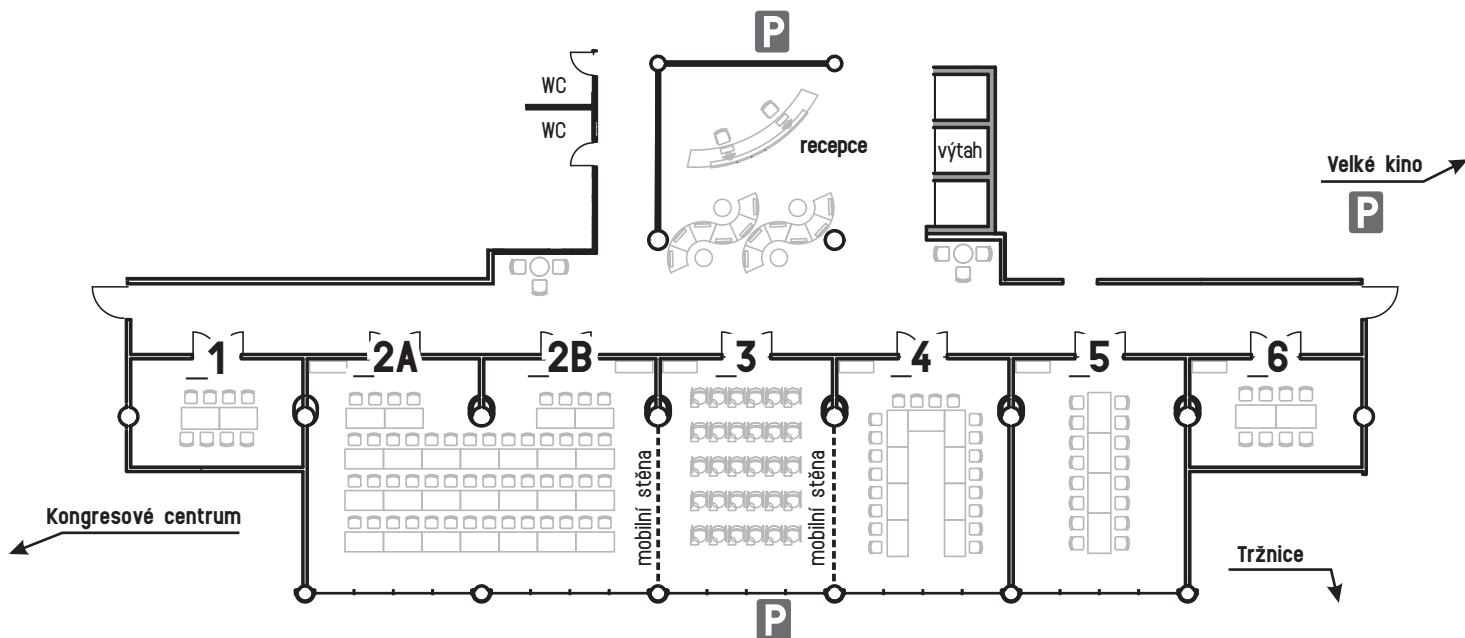 P
WC
WC
recepce
výtah
Velké kino
P
1
2A
2B
3
4
5
6
mobilní stěna
mobilní stěna
Kongresové centrum
Tržnice
P